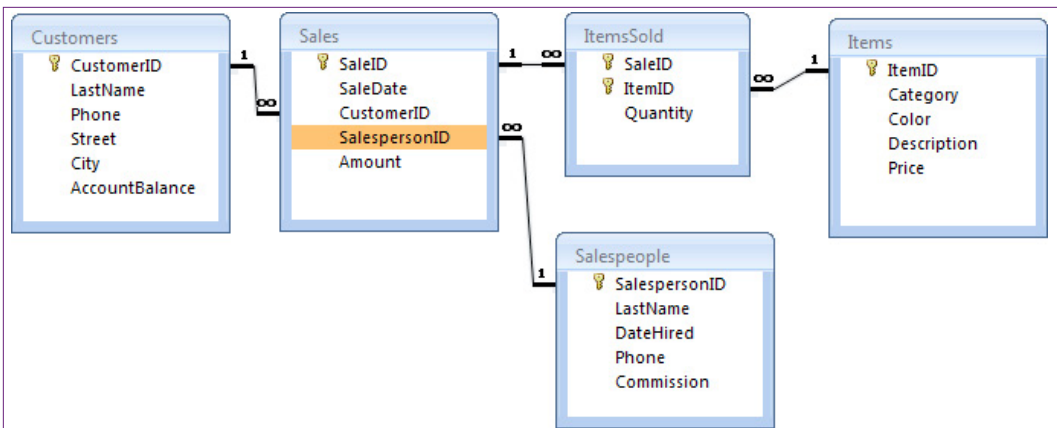 Customers
CustomerID
LastName
Phone
Street
City
AccountBalance
1
∞
Sales
SaleID
SaleDate
CustomerID
SalespersonID
Amount
1
∞
∞
1
ItemsSold
SaleID
ItemID
Quantity
∞
1
Items
ItemID
Category
Color
Description
Price
Salespeople
SalespersonID
LastName
DateHired
Phone
Commission